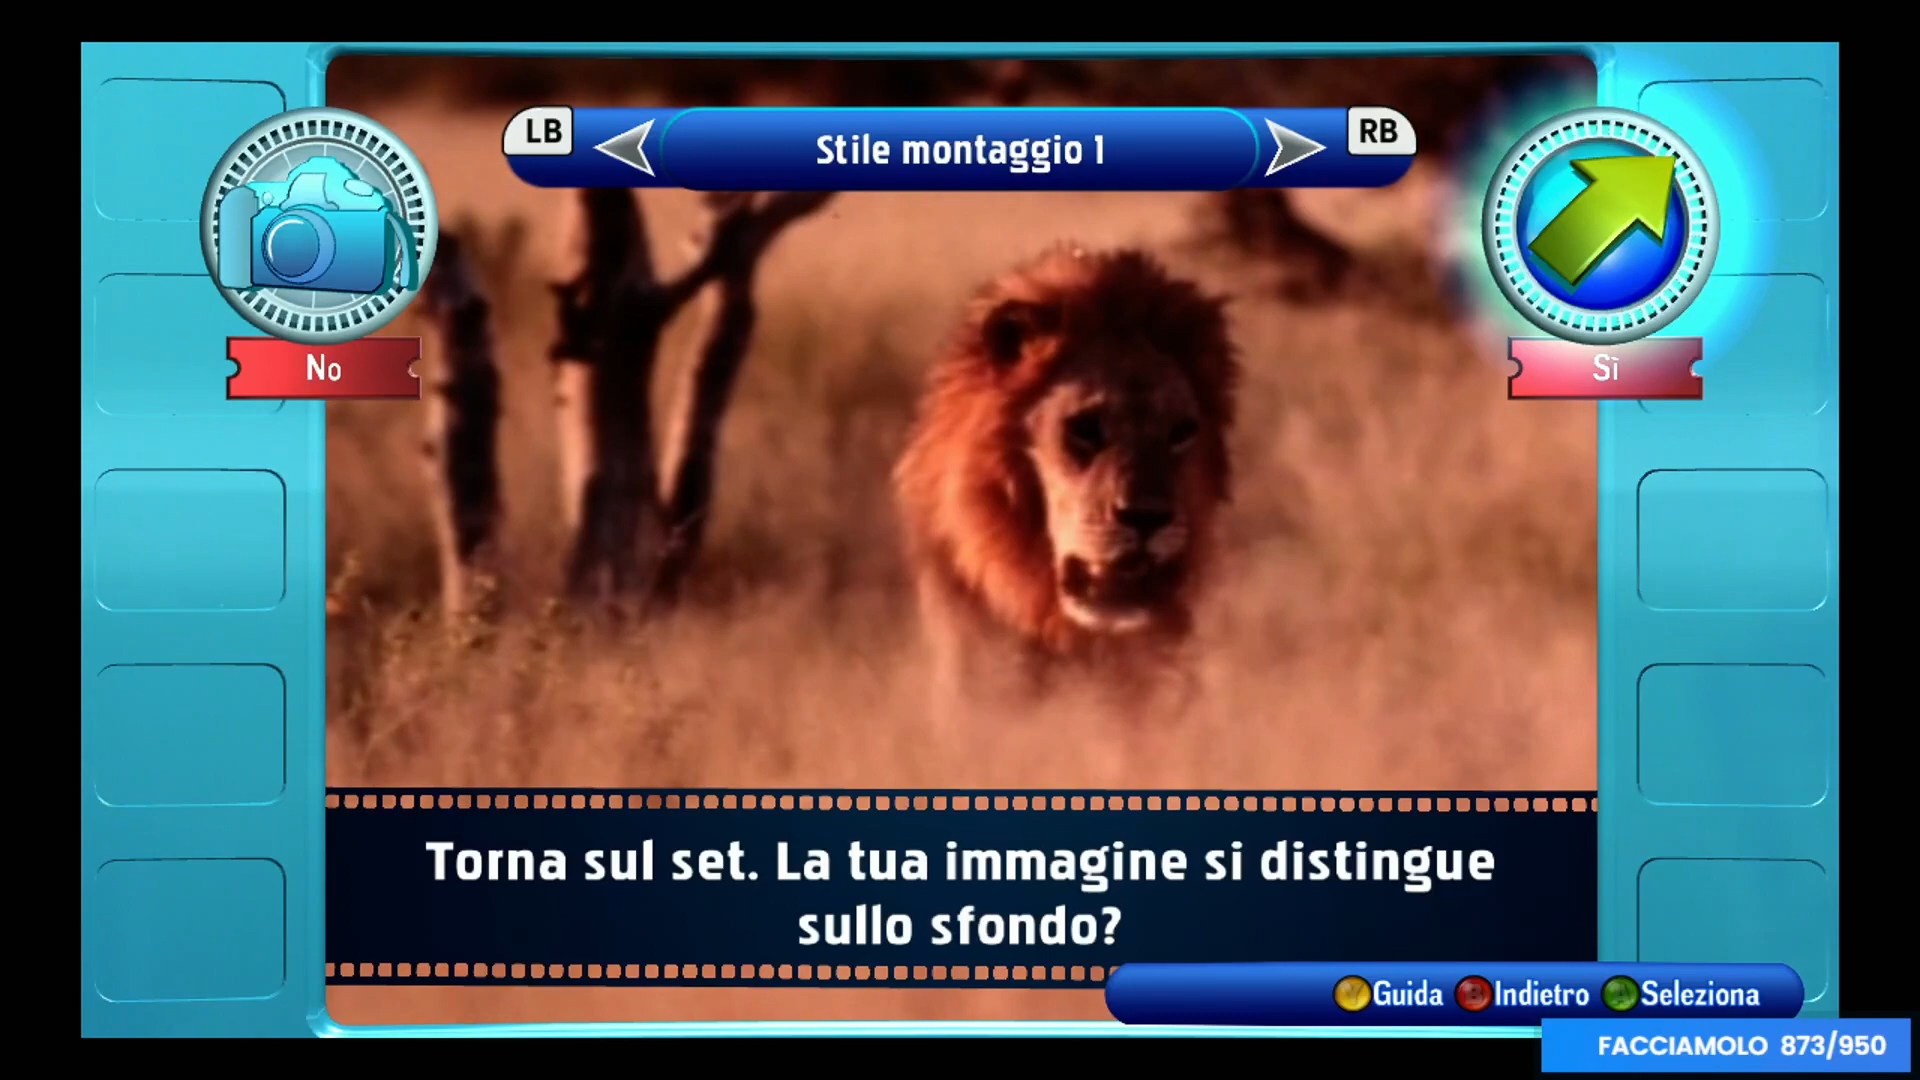 LB
Stile montaggio 1
RB
No
Sì
Torna sul set. La tua immagine si distingue
sullo sfondo?
Y Guida B Indietro A Seleziona
FACCIAMOLO 873/950